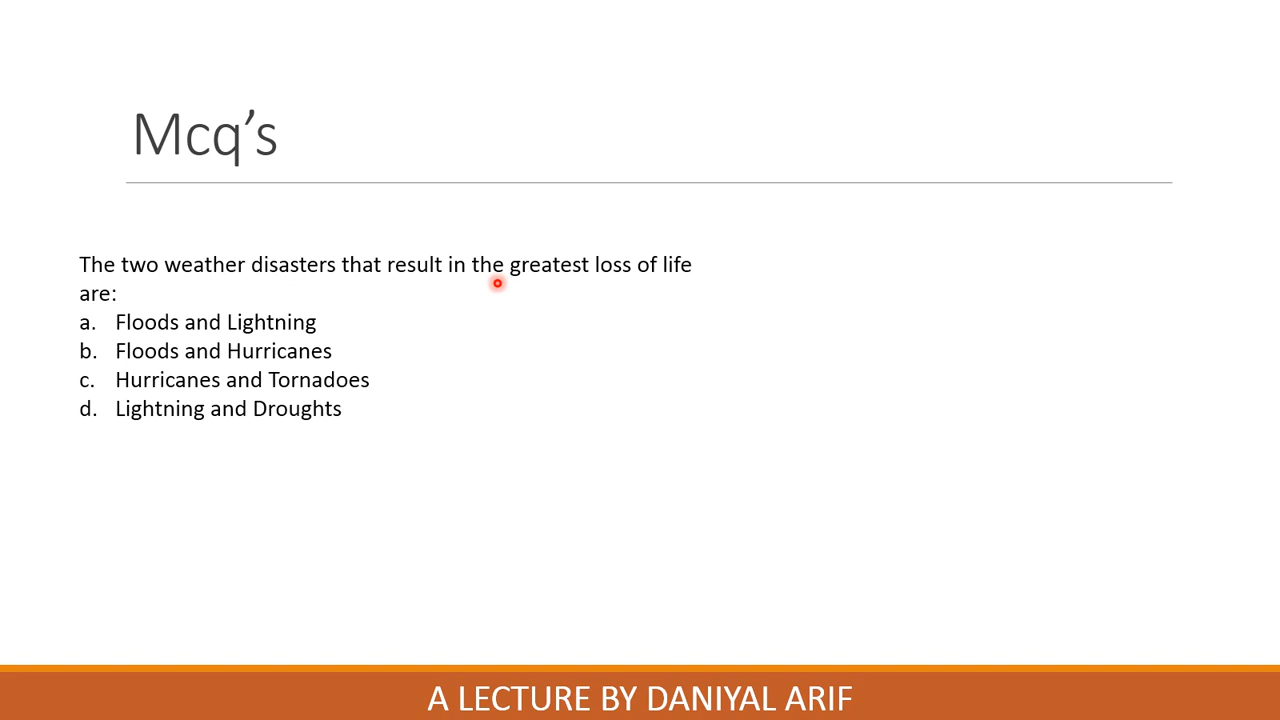 Mcq’s
The two weather disasters that result in the greatest loss of life
are:
a. Floods and Lightning
b. Floods and Hurricanes
c. Hurricanes and Tornadoes
d. Lightning and Droughts
A LECTURE BY DANIYAL ARIF